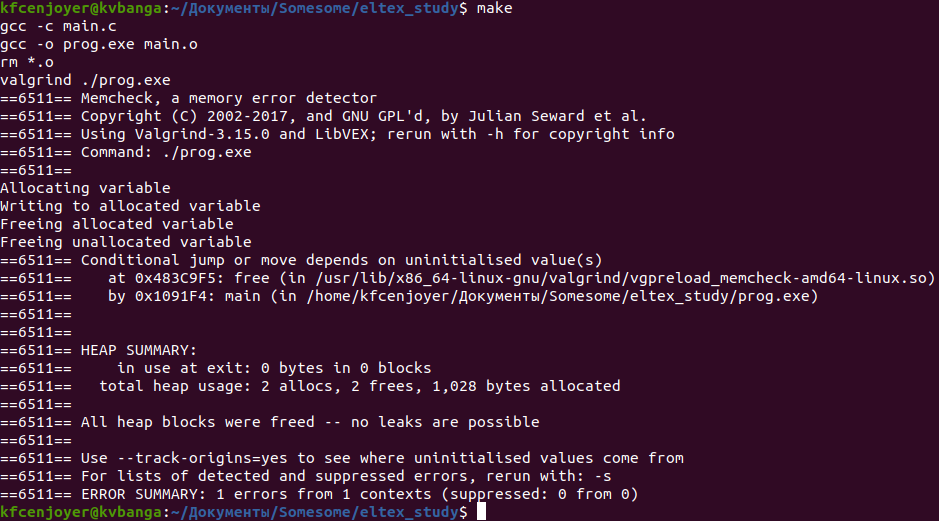 kfcenjoyer@kvbanga:~/Документы/Somesome/eltex_study$ make
gcc -c main.c
gcc -o prog.exe main.o
rm *.o
valgrind ./prog.exe
==6511== Memcheck, a memory error detector
==6511== Copyright (C) 2002-2017, and GNU GPL'd, by Julian Seward et al.
==6511== Using Valgrind-3.15.0 and LibVEX; rerun with -h for copyright info
==6511== Command: ./prog.exe
==6511==
Allocating variable
Writing to allocated variable
Freeing allocated variable
Freeing unallocated variable
==6511== Conditional jump or move depends on uninitialised value(s)
==6511==    at 0x483C9F5: free (in /usr/lib/x86_64-linux-gnu/valgrind/vgpreload_memcheck-amd64-linux.so)
==6511==    by 0x1091F4: main (in /home/kfcenjoyer/Документы/Somesome/eltex_study/prog.exe)
==6511==
==6511==
==6511== HEAP SUMMARY:
==6511==     in use at exit: 0 bytes in 0 blocks
==6511==   total heap usage: 2 allocs, 2 frees, 1,028 bytes allocated
==6511==
==6511== All heap blocks were freed -- no leaks are possible
==6511==
==6511== Use --track-origins=yes to see where uninitialised values come from
==6511== For lists of detected and suppressed errors, rerun with: -s
==6511== ERROR SUMMARY: 1 errors from 1 contexts (suppressed: 0 from 0)
kfcenjoyer@kvbanga:~/Документы/Somesome/eltex_study$